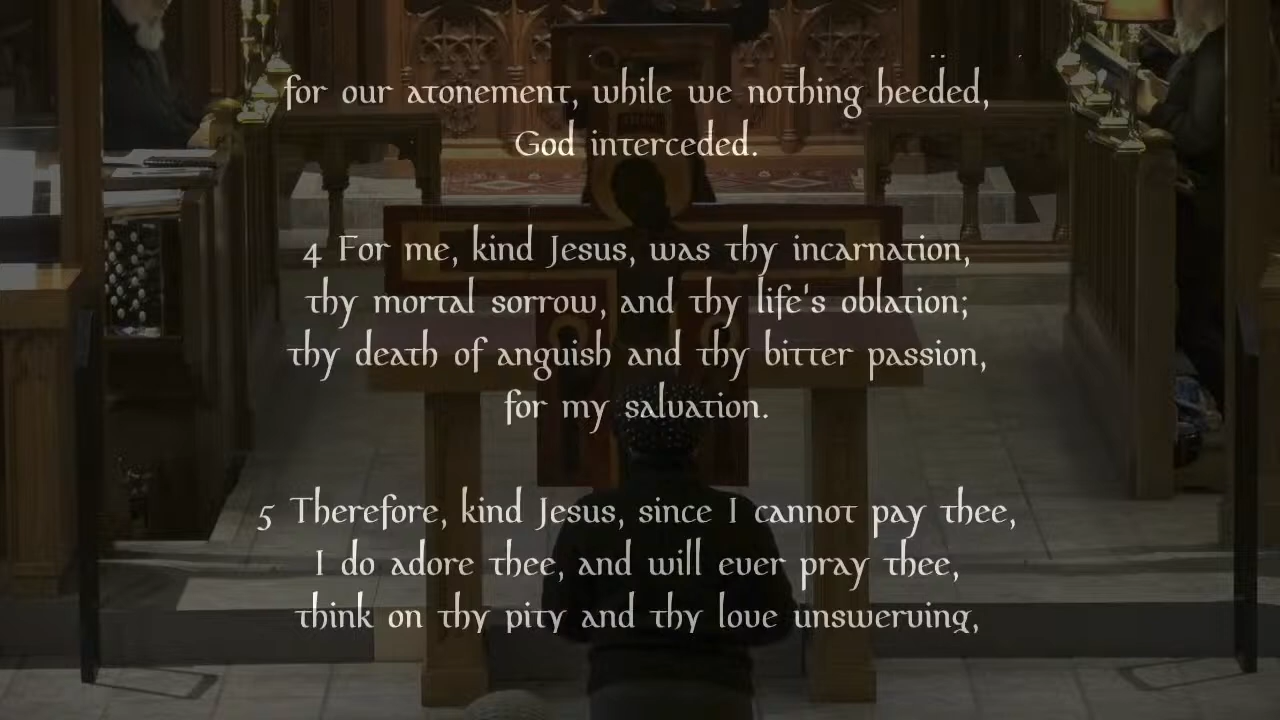 for our atonement, while we nothing heeded,
God interceded.
4 For me, kind Jesus, was thy incarnation,
thy mortal sorrow, and thy life's oblation;
thy death of anguish and thy bitter passion,
for my salvation.
5 Therefore, kind Jesus, since I cannot pay thee,
I do adore thee, and will ever pray thee,
think on thy pity and thy love unswerving,